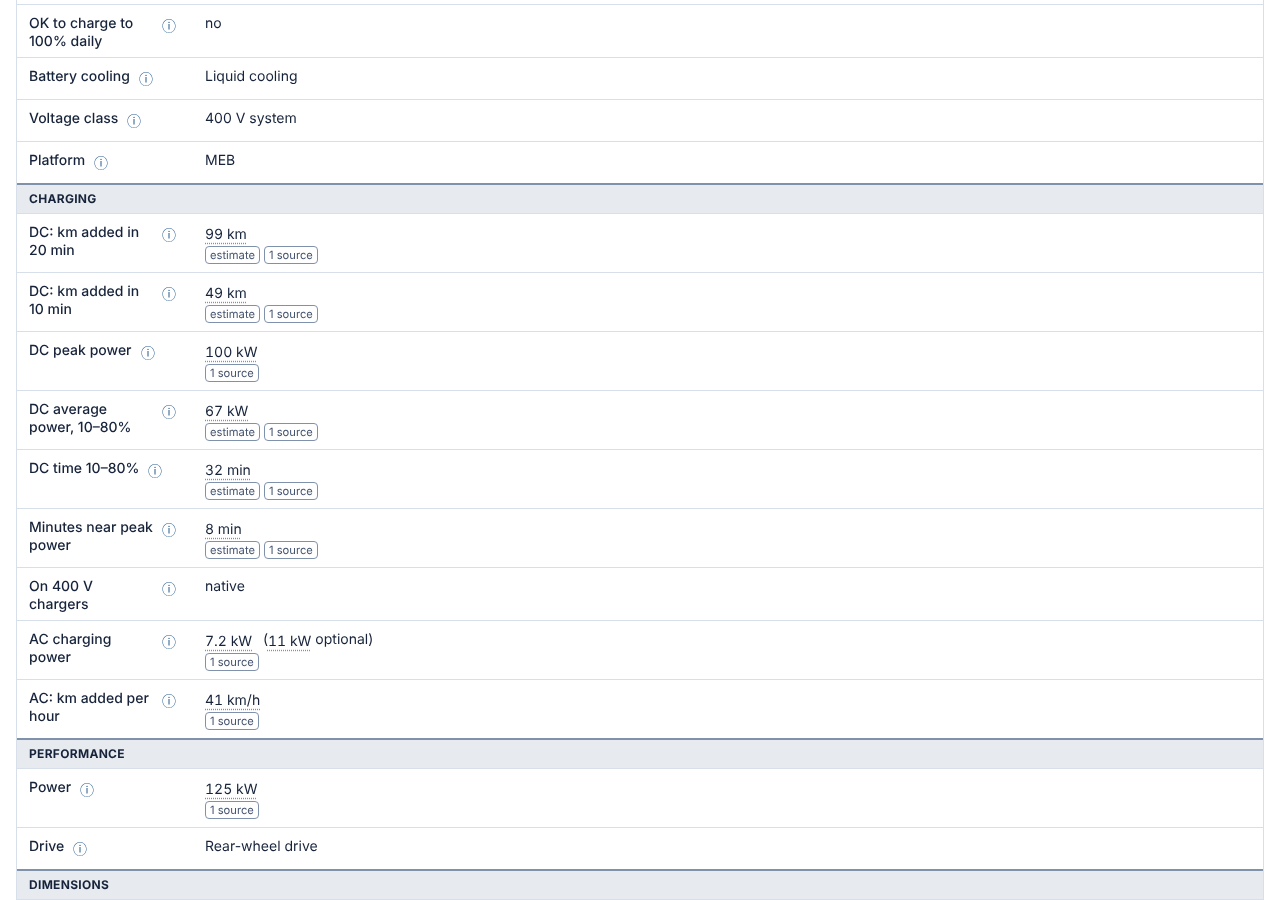 OK to charge to
100% daily
no
Battery cooling
Liquid cooling
Voltage class
400 V system
Platform
MEB
CHARGING
DC: km added in
20 min
99 km
estimate 1 source
DC: km added in
10 min
49 km
estimate 1 source
DC peak power
100 kW
1 source
DC average
power, 10–80%
67 kW
estimate 1 source
DC time 10–80%
32 min
estimate 1 source
Minutes near peak
power
8 min
estimate 1 source
On 400 V
chargers
native
AC charging
power
7.2 kW (11 kW optional)
1 source
AC: km added per
hour
41 km/h
1 source
PERFORMANCE
Power
125 kW
1 source
Drive
Rear-wheel drive
DIMENSIONS